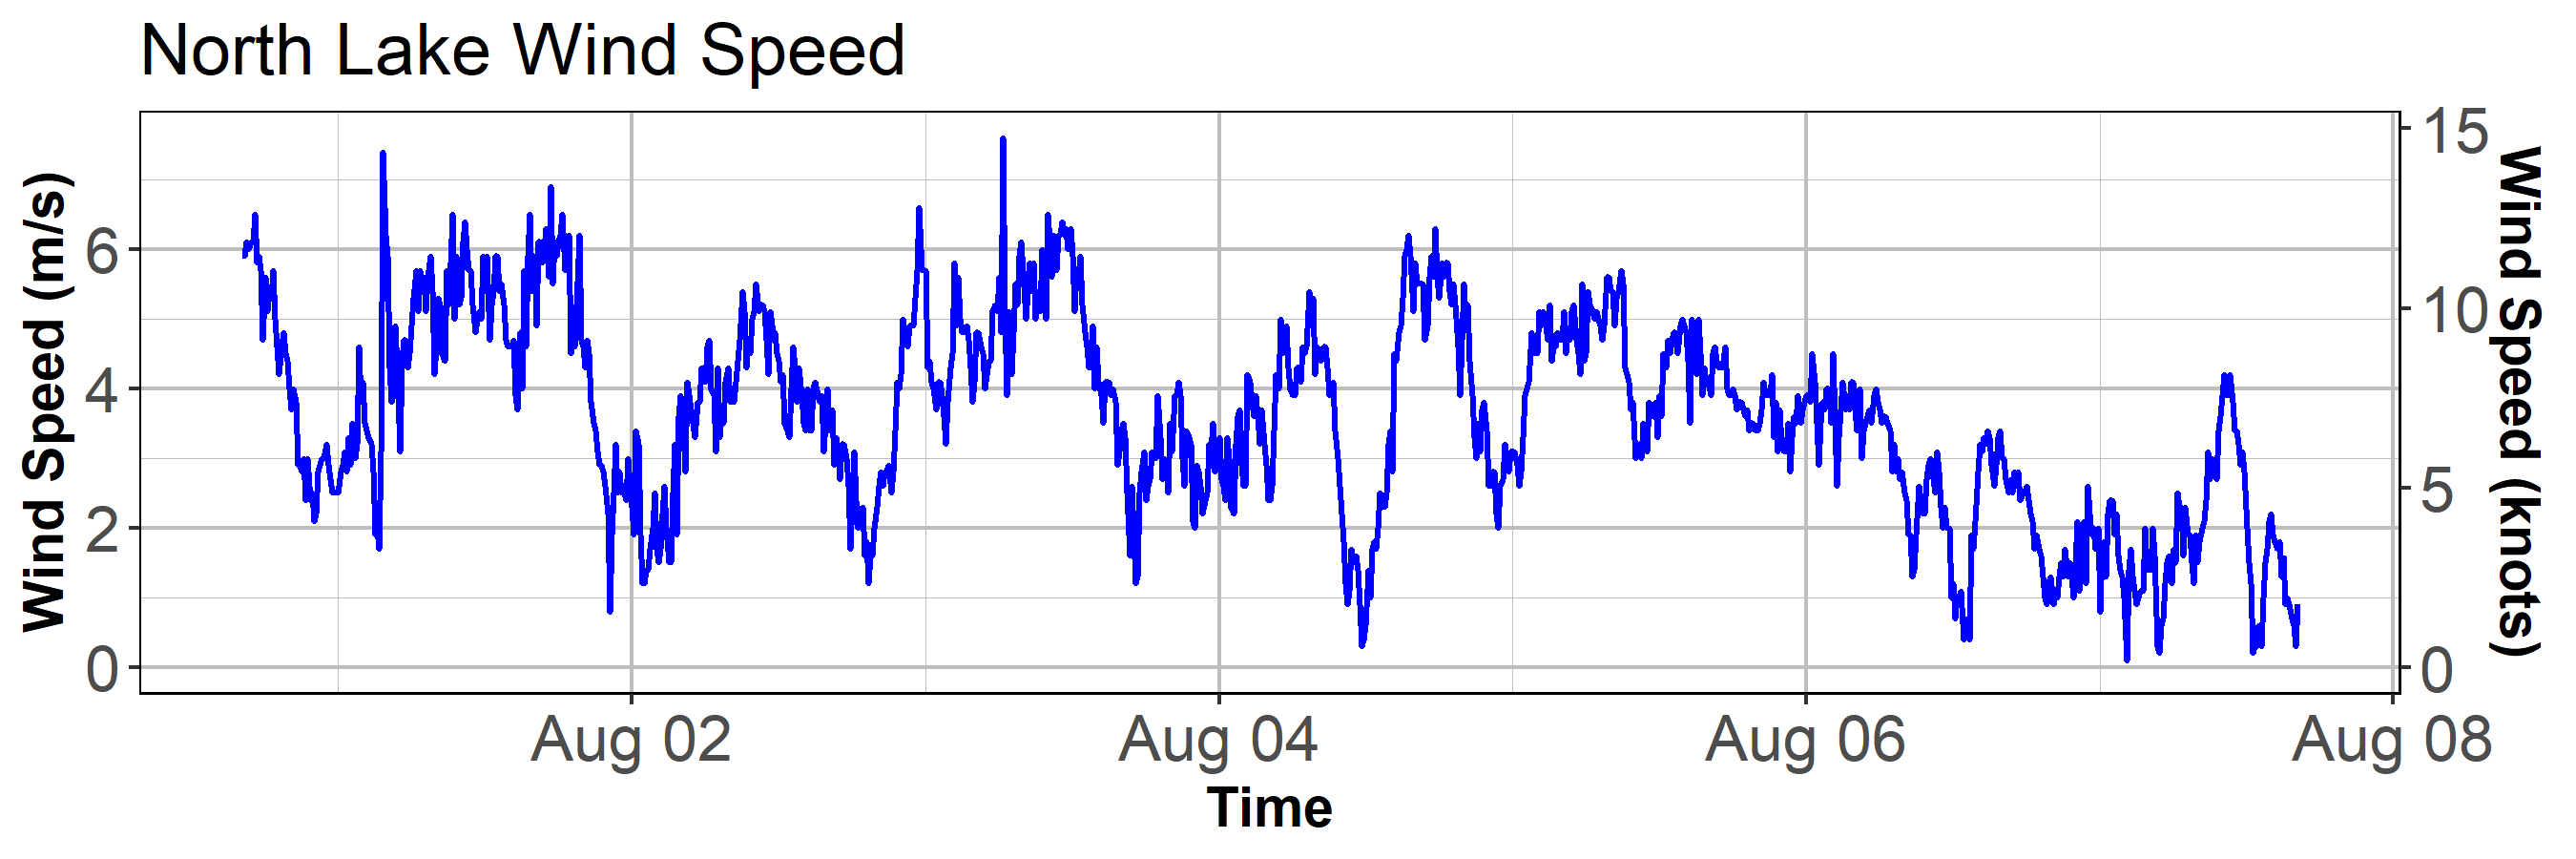 North Lake Wind Speed
Wind Speed (m/s)
6
4
2
0
15
10
5
0
Wind Speed (knots)
Aug 02
Aug 04
Aug 06
Aug 08
Time